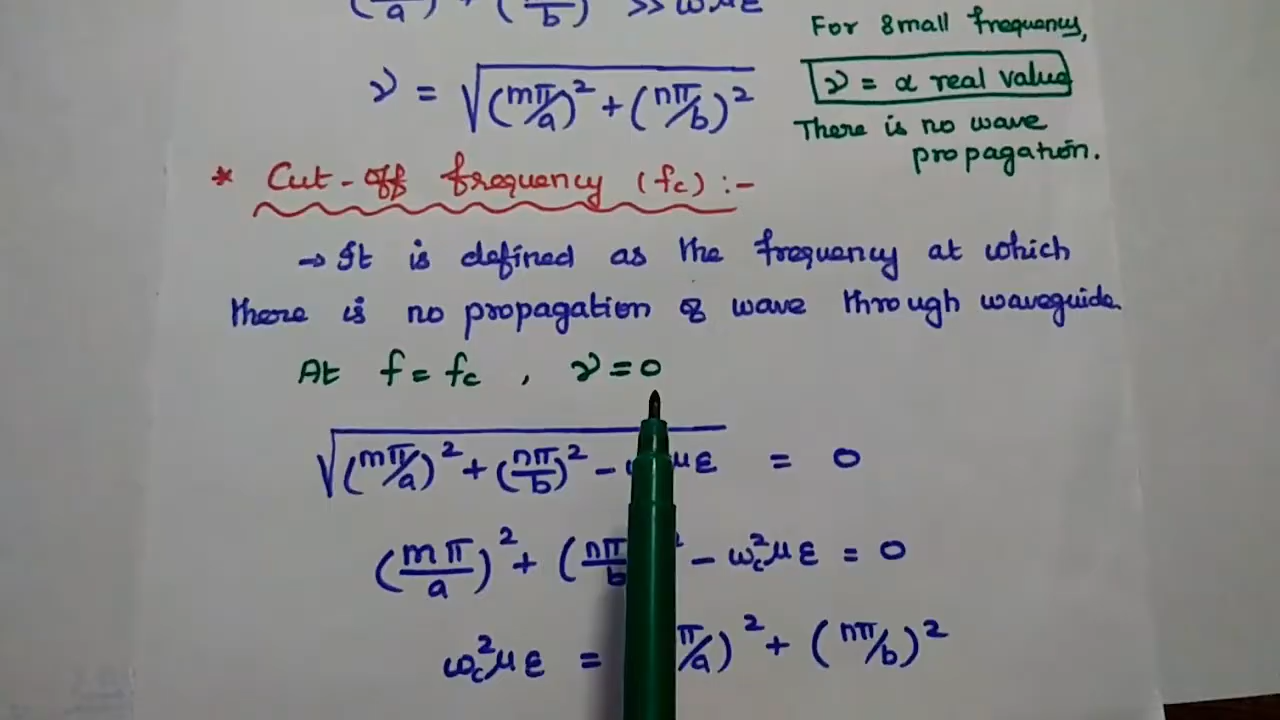 (π/a) + (π/b) >> ω²με
For Small frequency,
ν = √(mπ/a)² + (nπ/b)²
ν = α real value
There is no wave
propagation.
* Cut-off frequency (fc) :-
→ It is defined as the frequency at which
there is no propagation of wave through waveguide.
At f = fc , ν = 0
√(mπ/a)² + (nπ/b)² - με = 0
(mπ/a)² + (nπ/b)² - ωc²με = 0
ωc²με = (π/a)² + (nπ/b)²